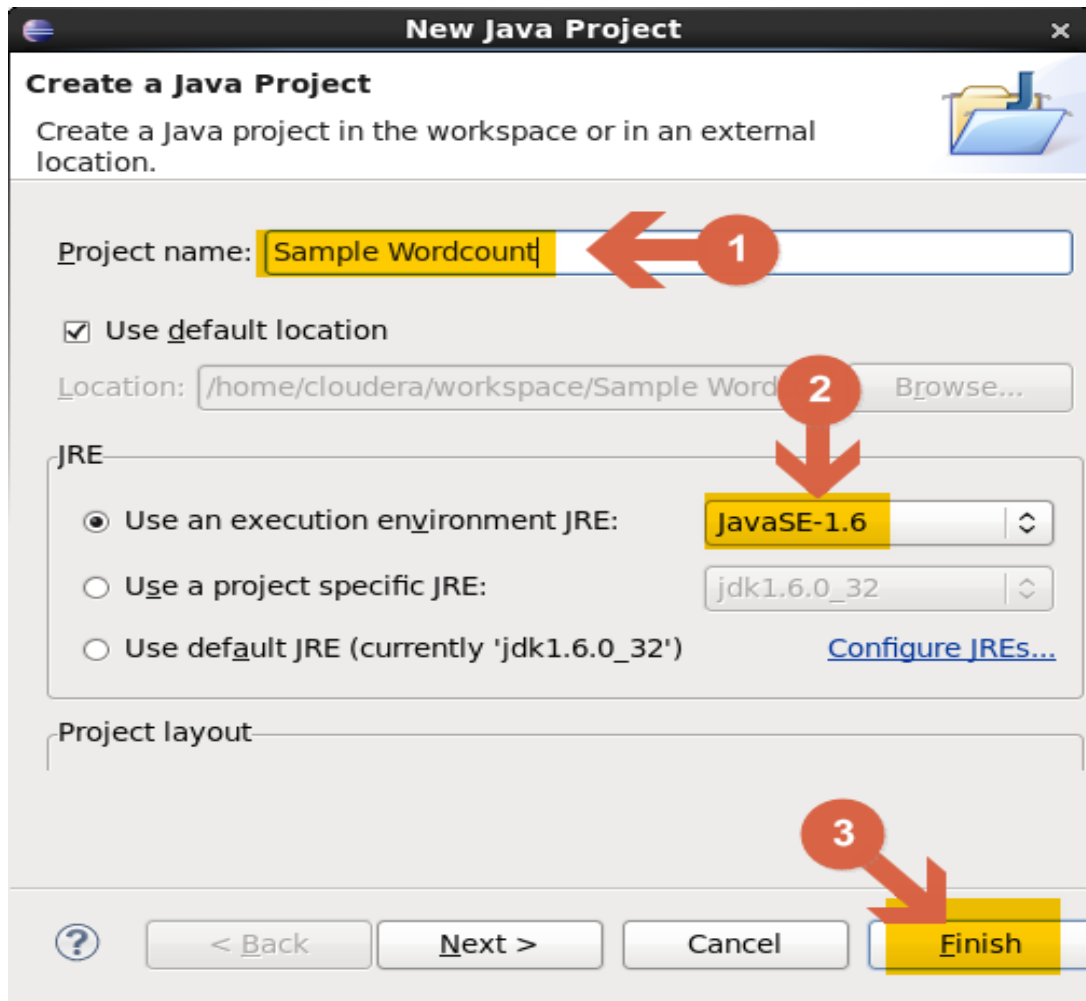 New Java Project
Create a Java Project
Create a Java project in the workspace or in an external
location.
Project name: Sample Wordcount
1
Use default location
2
Location: /home/cloudera/workspace/Sample Word Browse...
JRE
Use an execution environment JRE: JavaSE-1.6
Use a project specific JRE: jdk1.6.0_32
Use default JRE (currently 'jdk1.6.0_32') Configure JREs...
Project layout
3
? < Back Next > Cancel Finish